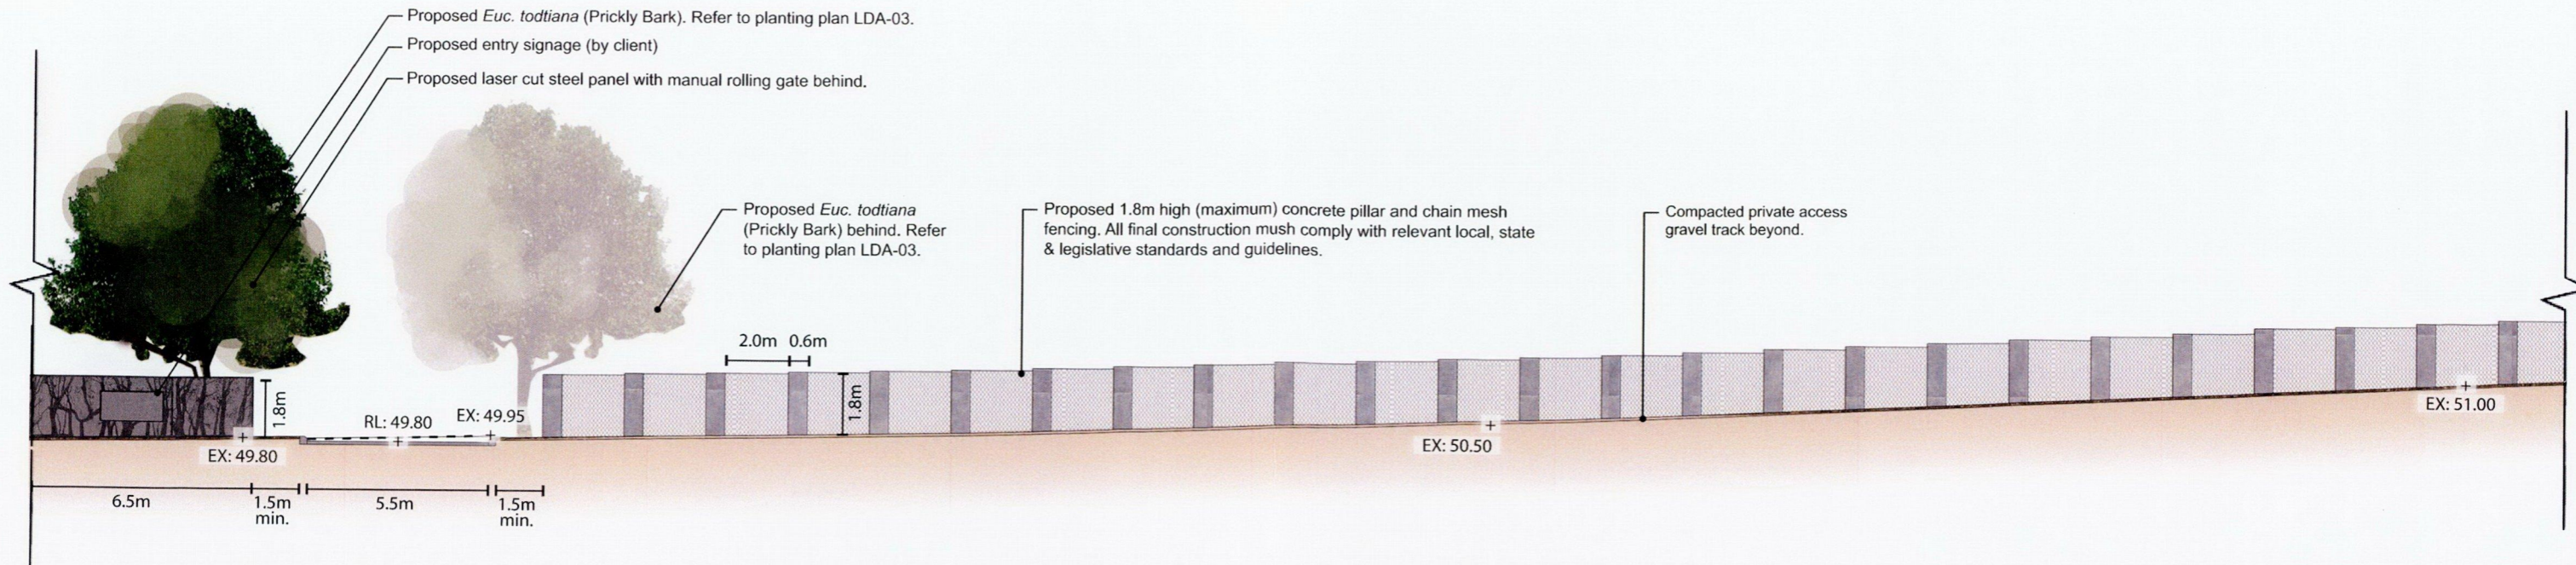 Proposed Euc. todtiana (Prickly Bark). Refer to planting plan LDA-03.
Proposed entry signage (by client)
Proposed laser cut steel panel with manual rolling gate behind.
Proposed Euc. todtiana
(Prickly Bark) behind. Refer
to planting plan LDA-03.
Proposed 1.8m high (maximum) concrete pillar and chain mesh
fencing. All final construction mush comply with relevant local, state
& legislative standards and guidelines.
Compacted private access
gravel track beyond.
2.0m 0.6m
1.8m
1.8m
RL: 49.80
EX: 49.95
EX: 49.80
EX: 50.50
EX: 51.00
6.5m
1.5m
min.
5.5m
1.5m
min.